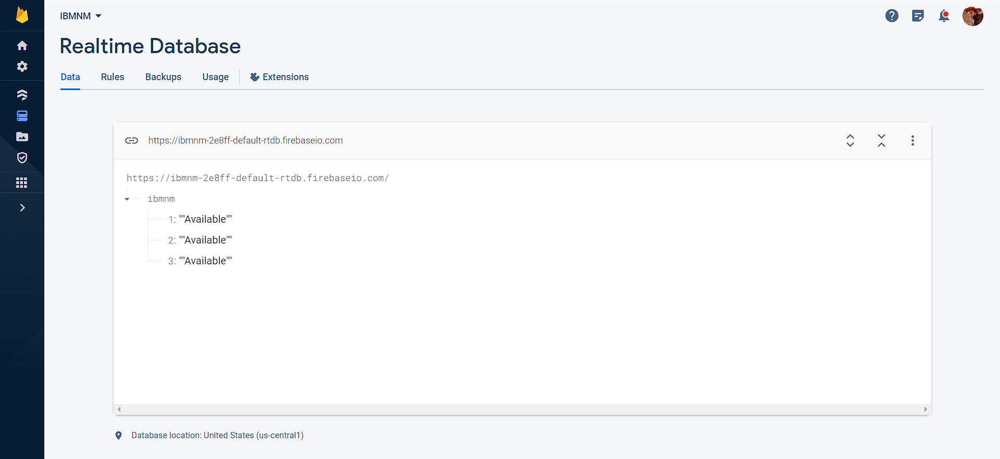 IBMNM
Realtime Database
Data Rules Backups Usage Extensions
https://ibmnm-2e8ff-default-rtdb.firebaseio.com
https://ibmnm-2e8ff-default-rtdb.firebaseio.com/
ibmnm
1: ""Available""
2: ""Available""
3: ""Available""
Database location: United States (us-central1)